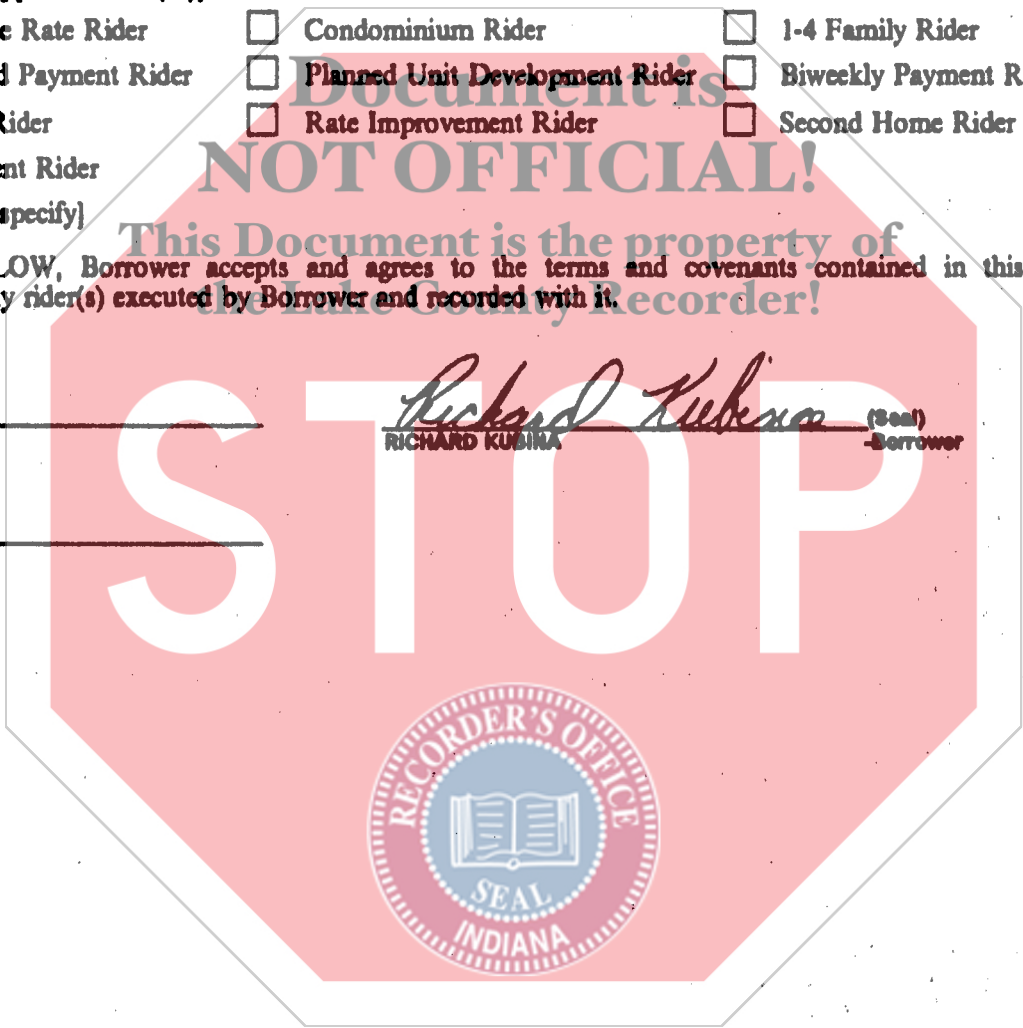 e Rate Rider Condominium Rider 1-4 Family Rider
d Payment Rider Planned Unit Development Rider Biweekly Payment R
Rider Rate Improvement Rider Second Home Rider
ent Rider
specify]
LOW, Borrower accepts and agrees to the terms and covenants contained in this
y rider(s) executed by Borrower and recorded with it.
Document is
NOT OFFICIAL!
This Document is the property of
the Lake County Recorder!
Richard Kubina (Seal)
RICHARD KUBINA -Borrower
STOP
RECORDER'S OFFICE
SEAL
INDIANA